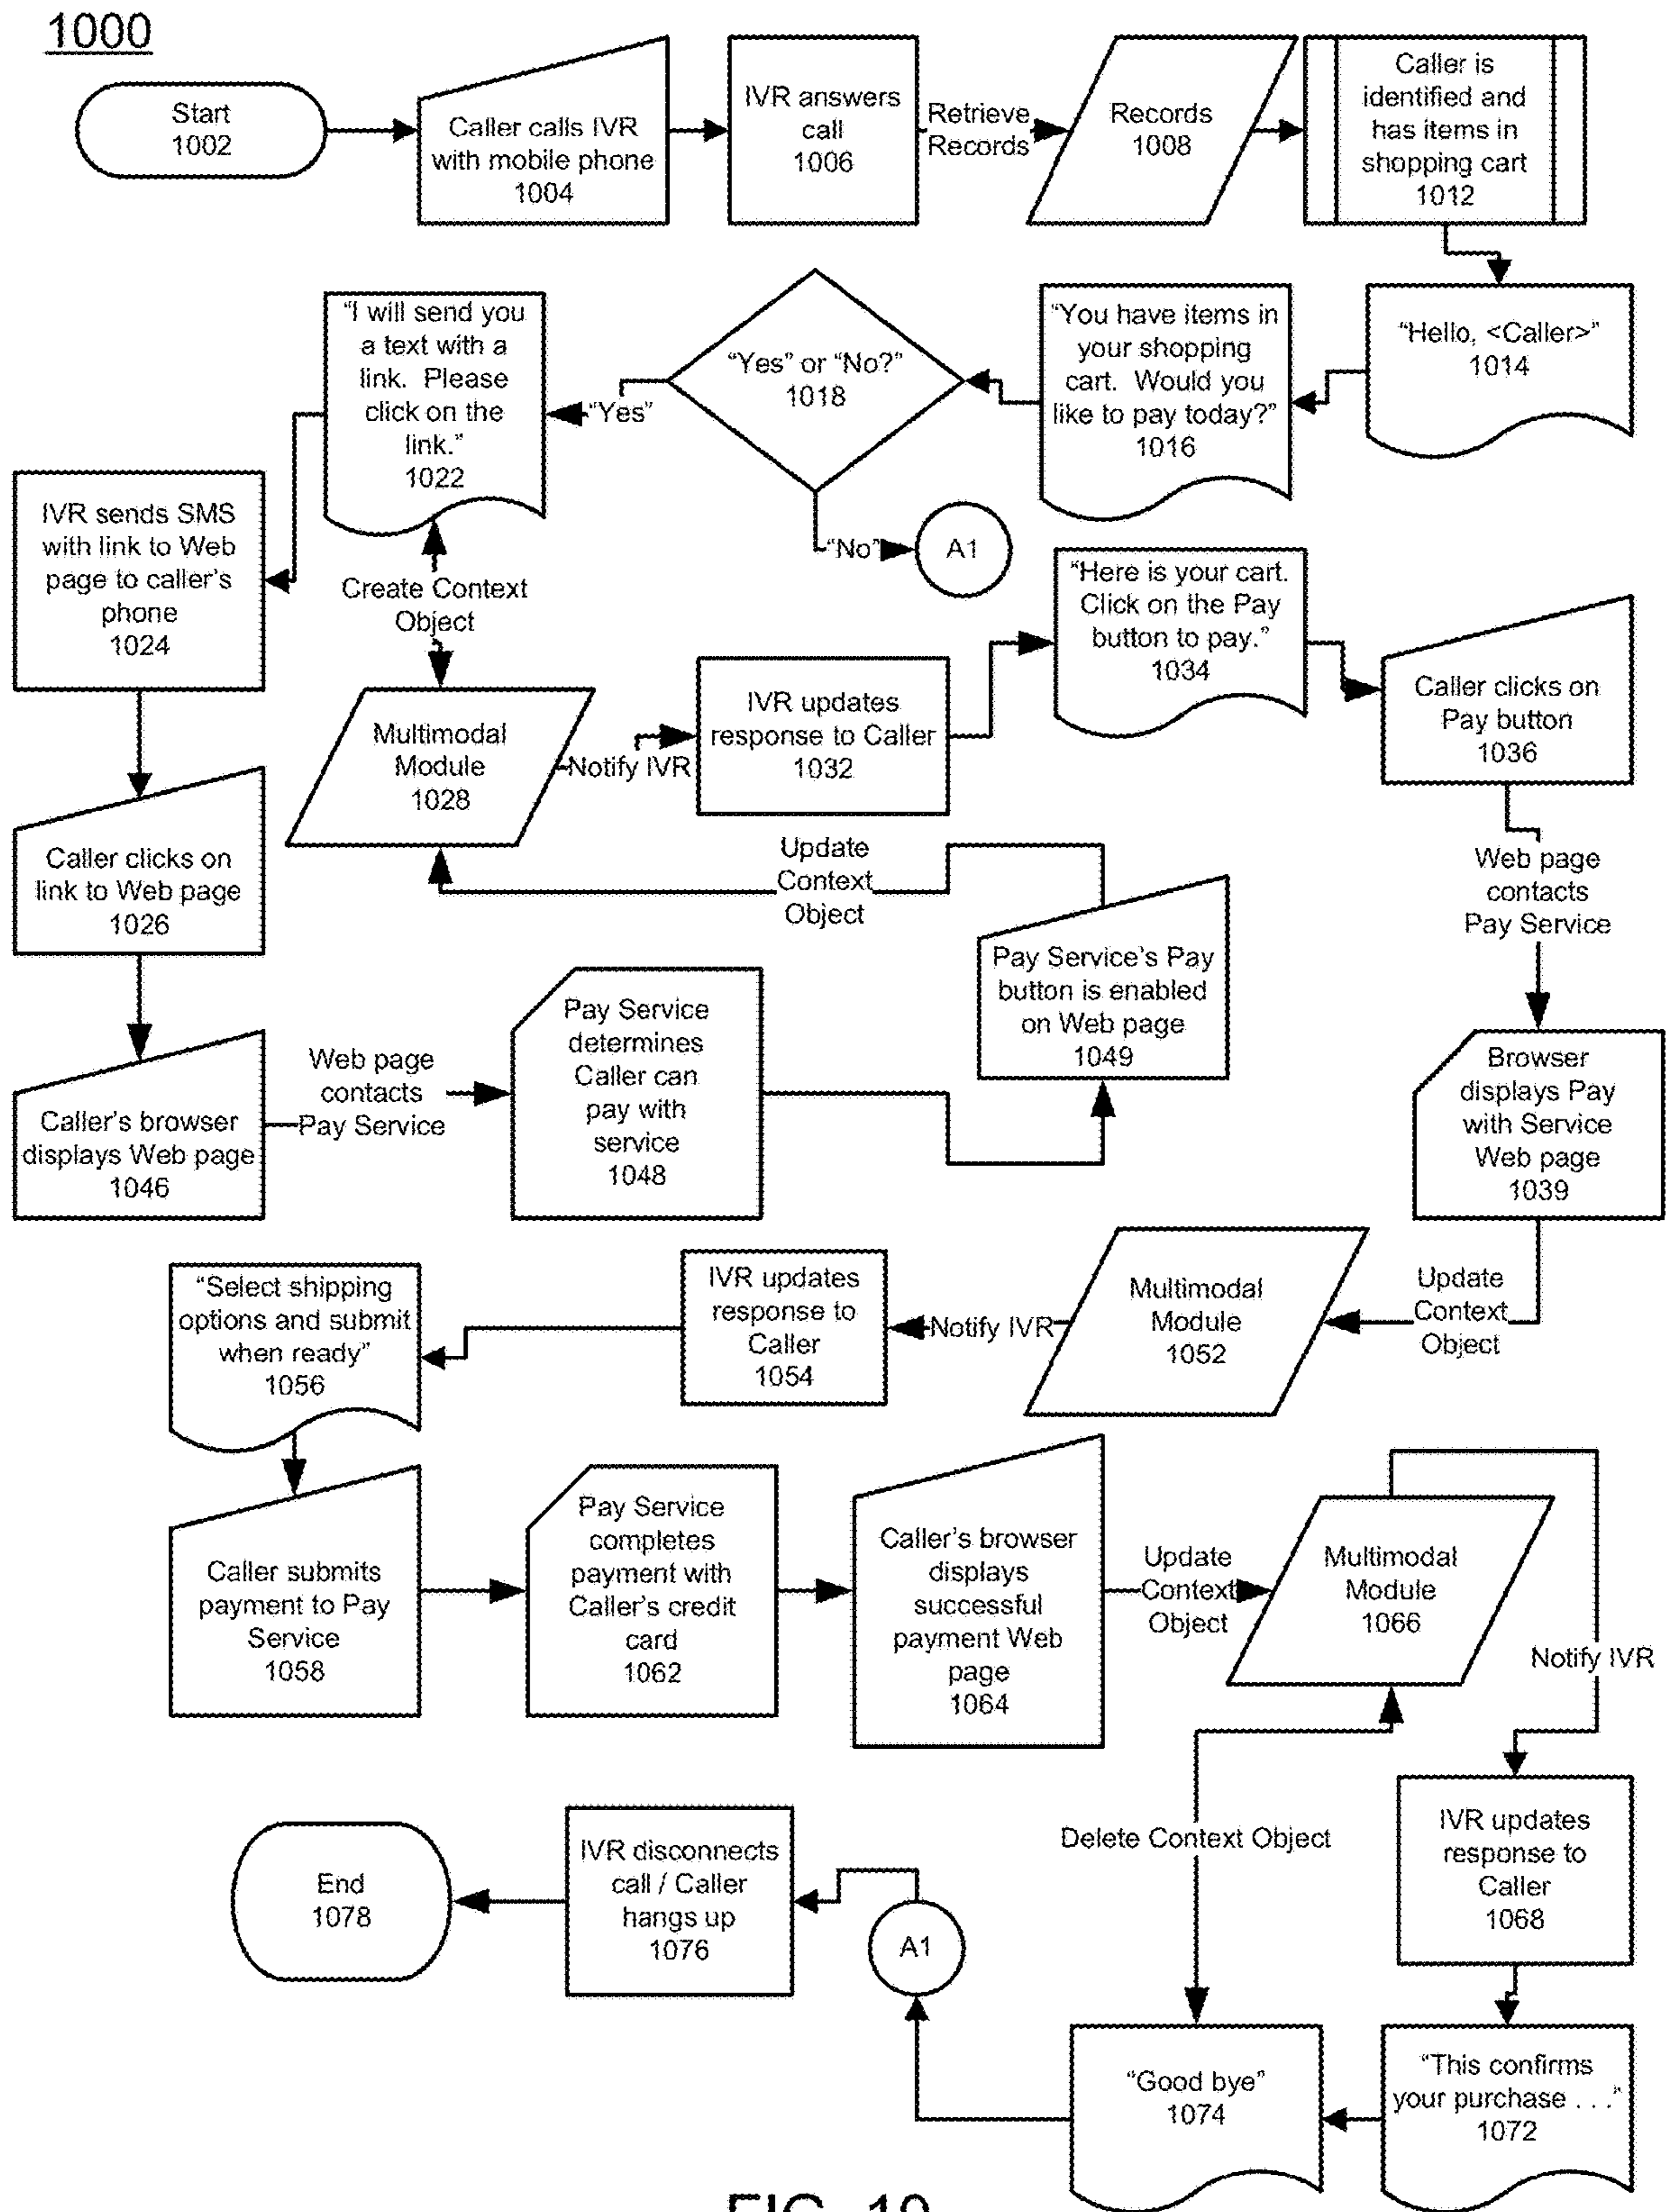 1000
Start
1002
Caller calls IVR
with mobile phone
1004
IVR answers
call
1006
Retrieve
Records
Records
1008
Caller is
identified and
has items in
shopping cart
1012
“Hello, <Caller>”
1014
“You have items in
your shopping
cart. Would you
like to pay today?”
1016
“Yes” or “No?”
1018
“Yes”
“No”
A1
“I will send you
a text with a
link. Please
click on the
link.”
1022
IVR sends SMS
with link to Web
page to caller’s
phone
1024
Create Context
Object
Multimodal
Module
1028
Notify IVR
IVR updates
response to Caller
1032
“Here is your cart.
Click on the Pay
button to pay.”
1034
Caller clicks on
Pay button
1036
Caller clicks on
link to Web page
1026
Update
Context
Object
Web page
contacts
Pay Service
Pay Service’s Pay
button is enabled
on Web page
1049
Caller’s browser
displays Web page
1046
Web page
contacts
Pay Service
Pay Service
determines
Caller can
pay with
service
1048
Browser
displays Pay
with Service
Web page
1039
Update
Context
Object
Multimodal
Module
1052
Notify IVR
IVR updates
response to
Caller
1054
“Select shipping
options and submit
when ready”
1056
Caller submits
payment to Pay
Service
1058
Pay Service
completes
payment with
Caller’s credit
card
1062
Caller’s browser
displays
successful
payment Web
page
1064
Update
Context
Object
Multimodal
Module
1066
Notify IVR
IVR updates
response to
Caller
1068
Delete Context Object
“This confirms
your purchase . . .”
1072
“Good bye”
1074
A1
IVR disconnects
call / Caller
hangs up
1076
End
1078